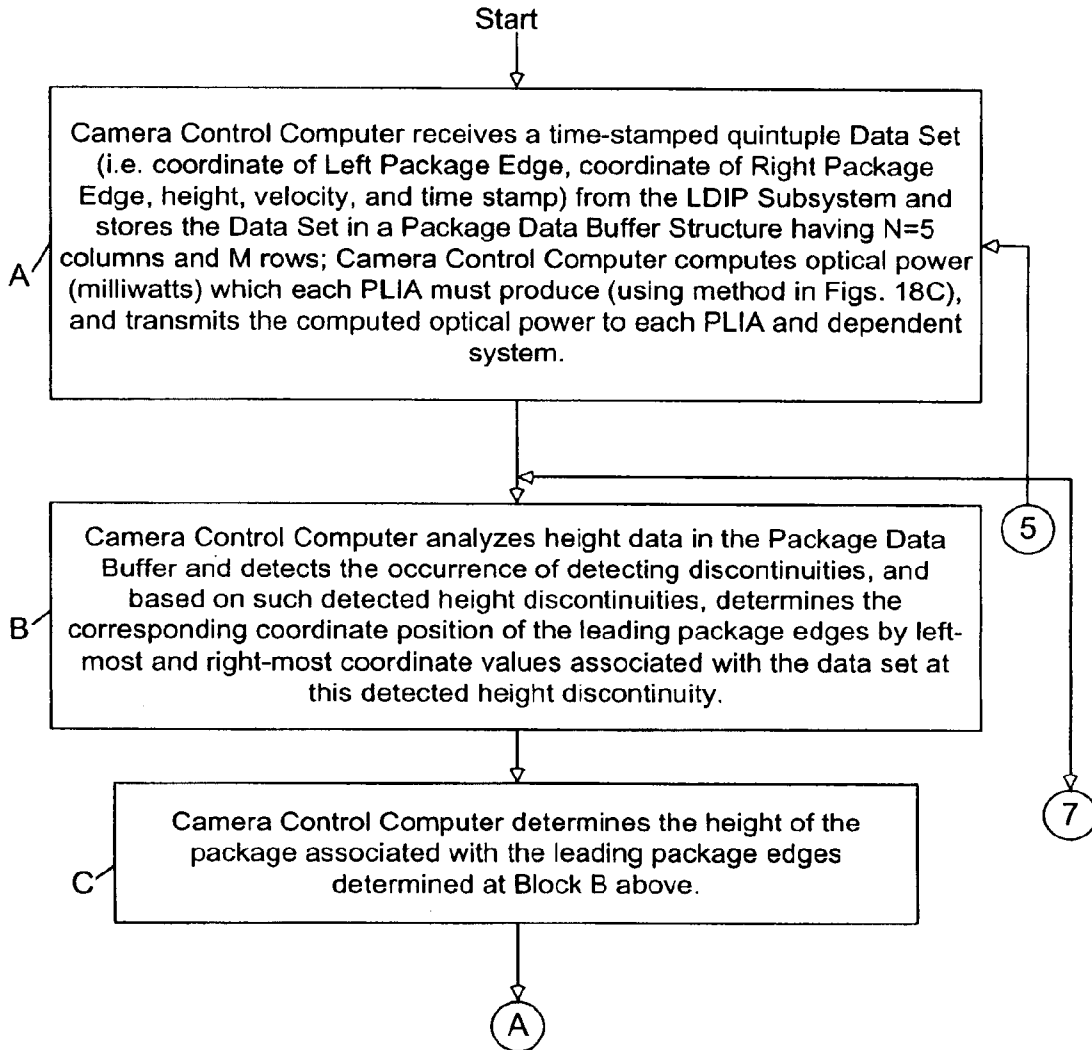 Start
Camera Control Computer receives a time-stamped quintuple Data Set
(i.e. coordinate of Left Package Edge, coordinate of Right Package
Edge, height, velocity, and time stamp) from the LDIP Subsystem and
stores the Data Set in a Package Data Buffer Structure having N=5
columns and M rows; Camera Control Computer computes optical power
(milliwatts) which each PLIA must produce (using method in Figs. 18C),
and transmits the computed optical power to each PLIA and dependent
system.
A
5
Camera Control Computer analyzes height data in the Package Data
Buffer and detects the occurrence of detecting discontinuities, and
based on such detected height discontinuities, determines the
corresponding coordinate position of the leading package edges by left-
most and right-most coordinate values associated with the data set at
this detected height discontinuity.
B
7
Camera Control Computer determines the height of the
package associated with the leading package edges
determined at Block B above.
C
A